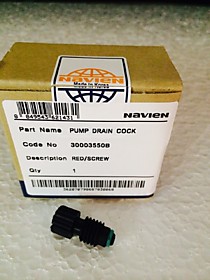 NAVIEN
Made in Korea
8 849543 621431
NAVIEN
Part Name PUMP DRAIN COCK
Code No 30003550B
Description RED/SCREW
Qty 1